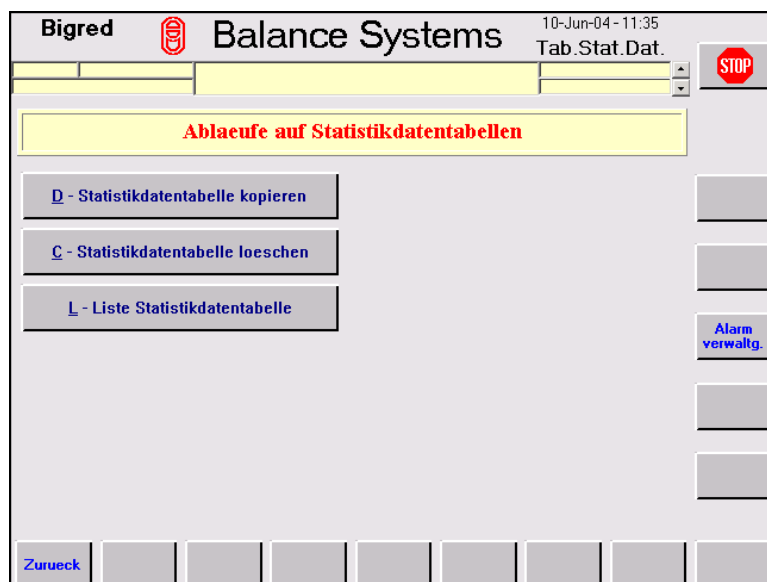 Bigred
Balance Systems
10-Jun-04 - 11:35
Tab.Stat.Dat.
STOP
Ablaeufe auf Statistikdatentabellen
D - Statistikdatentabelle kopieren
C - Statistikdatentabelle loeschen
L - Liste Statistikdatentabelle
Alarm
verwaltg.
Zurueck